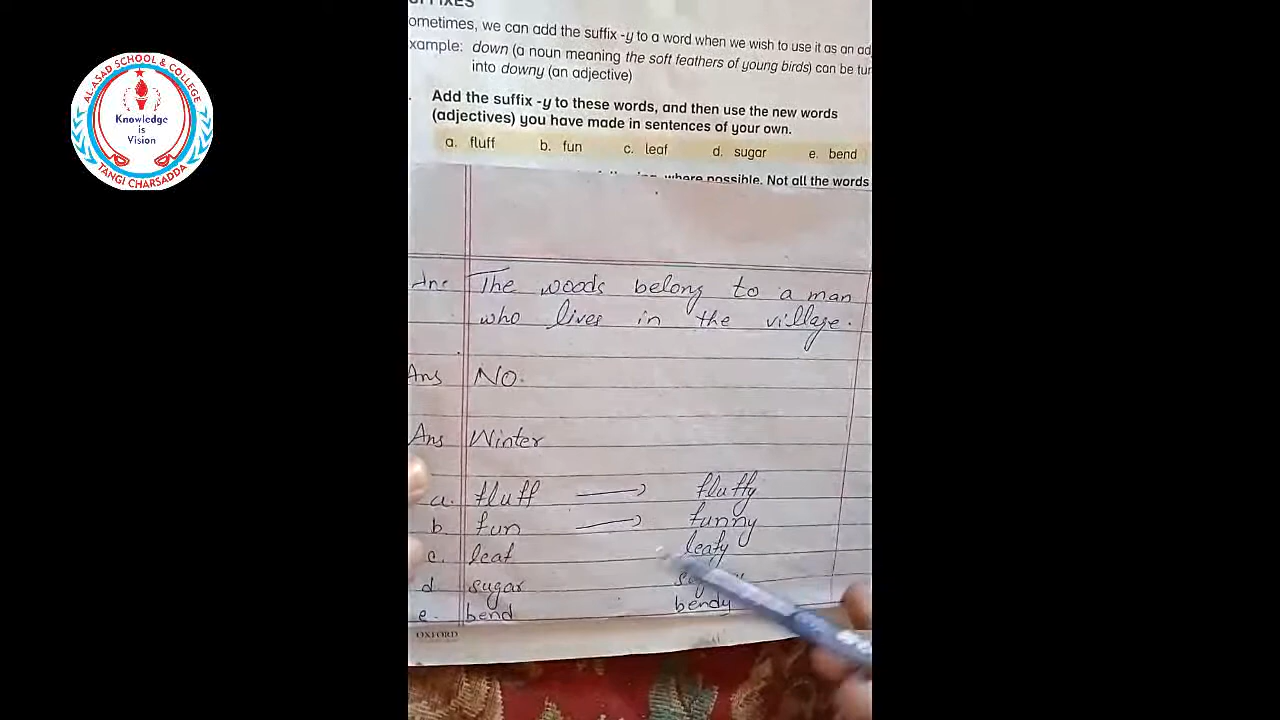 AL-ASAD SCHOOL & COLLEGE
Knowledge
is
Vision
TANGI CHARSADDA
ometimes, we can add the suffix -y to a word when we wish to use it as an ad
xample: down (a noun meaning the soft feathers of young birds) can be tur
into downy (an adjective)
Add the suffix -y to these words, and then use the new words
(adjectives) you have made in sentences of your own.
a. fluff b. fun c. leaf d. sugar e. bend
where possible. Not all the words
Ans The woods belong to a man
who lives in the village.
Ans No.
Ans Winter
a. fluff → fluffy
b. fun → funny
c. leaf leafy
d sugar
e. bend bendy
OXFORD